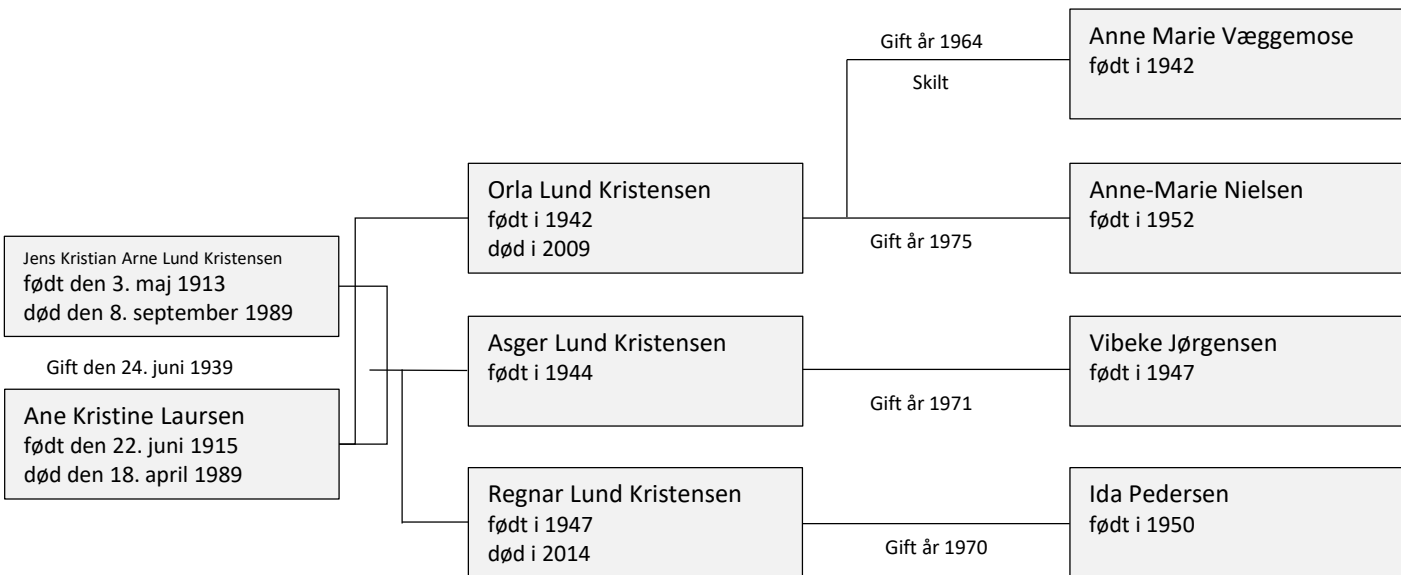 Gift år 1964
Skilt
Anne Marie Væggemose
født i 1942
Orla Lund Kristensen
født i 1942
død i 2009
Gift år 1975
Anne-Marie Nielsen
født i 1952
Jens Kristian Arne Lund Kristensen
født den 3. maj 1913
død den 8. september 1989
Gift den 24. juni 1939
Ane Kristine Laursen
født den 22. juni 1915
død den 18. april 1989
Asger Lund Kristensen
født i 1944
Gift år 1971
Vibeke Jørgensen
født i 1947
Regnar Lund Kristensen
født i 1947
død i 2014
Gift år 1970
Ida Pedersen
født i 1950